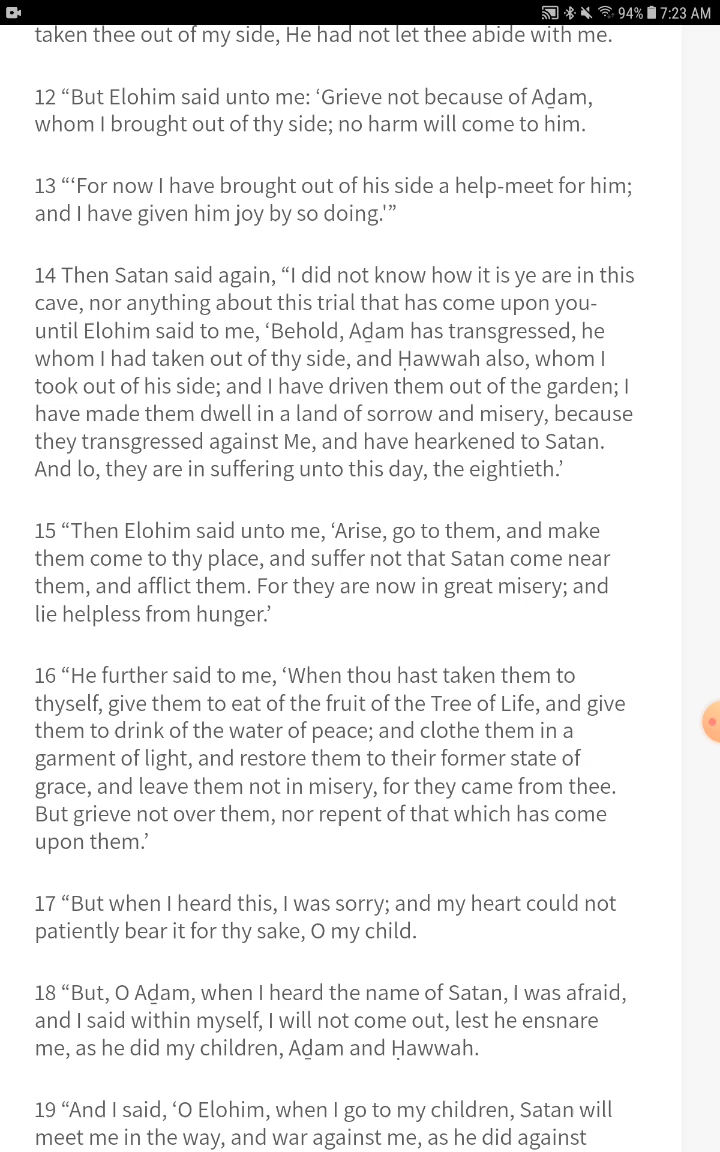 94% 7:23 AM
taken thee out of my side, He had not let thee abide with me.
12 “But Elohim said unto me: ‘Grieve not because of Aḏam,
whom I brought out of thy side; no harm will come to him.
13 “‘For now I have brought out of his side a help-meet for him;
and I have given him joy by so doing.'”
14 Then Satan said again, “I did not know how it is ye are in this
cave, nor anything about this trial that has come upon you-
until Elohim said to me, ‘Behold, Aḏam has transgressed, he
whom I had taken out of thy side, and Ḥawwah also, whom I
took out of his side; and I have driven them out of the garden; I
have made them dwell in a land of sorrow and misery, because
they transgressed against Me, and have hearkened to Satan.
And lo, they are in suffering unto this day, the eightieth.’
15 “Then Elohim said unto me, ‘Arise, go to them, and make
them come to thy place, and suffer not that Satan come near
them, and afflict them. For they are now in great misery; and
lie helpless from hunger.’
16 “He further said to me, ‘When thou hast taken them to
thyself, give them to eat of the fruit of the Tree of Life, and give
them to drink of the water of peace; and clothe them in a
garment of light, and restore them to their former state of
grace, and leave them not in misery, for they came from thee.
But grieve not over them, nor repent of that which has come
upon them.’
17 “But when I heard this, I was sorry; and my heart could not
patiently bear it for thy sake, O my child.
18 “But, O Aḏam, when I heard the name of Satan, I was afraid,
and I said within myself, I will not come out, lest he ensnare
me, as he did my children, Aḏam and Ḥawwah.
19 “And I said, ‘O Elohim, when I go to my children, Satan will
meet me in the way, and war against me, as he did against